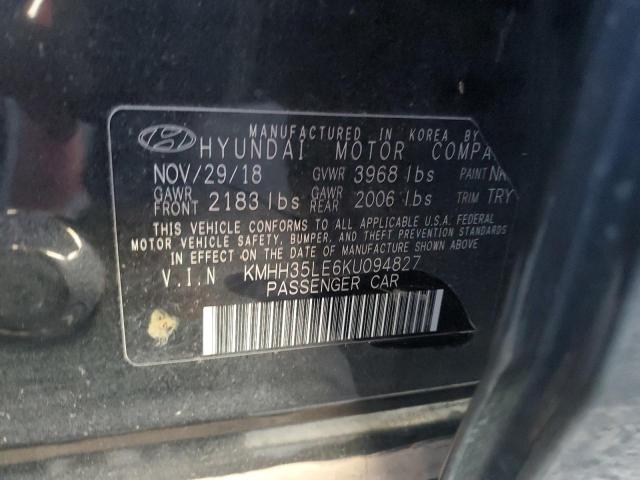 MANUFACTURED IN KOREA BY
HYUNDAI MOTOR
NOV/29/18 GVWR 3968 lbs PAINT
GAWR FRONT 2183 lbs GAWR REAR 2006 lbs TRIM TRY
THIS VEHICLE CONFORMS TO ALL APPLICABLE U.S.A. FEDERAL
MOTOR VEHICLE SAFETY, BUMPER, AND THEFT PREVENTION STANDARDS
IN EFFECT ON THE DATE OF MANUFACTURE SHOWN ABOVE.
V.I.N KMHH35LE6KU094827
PASSENGER CAR